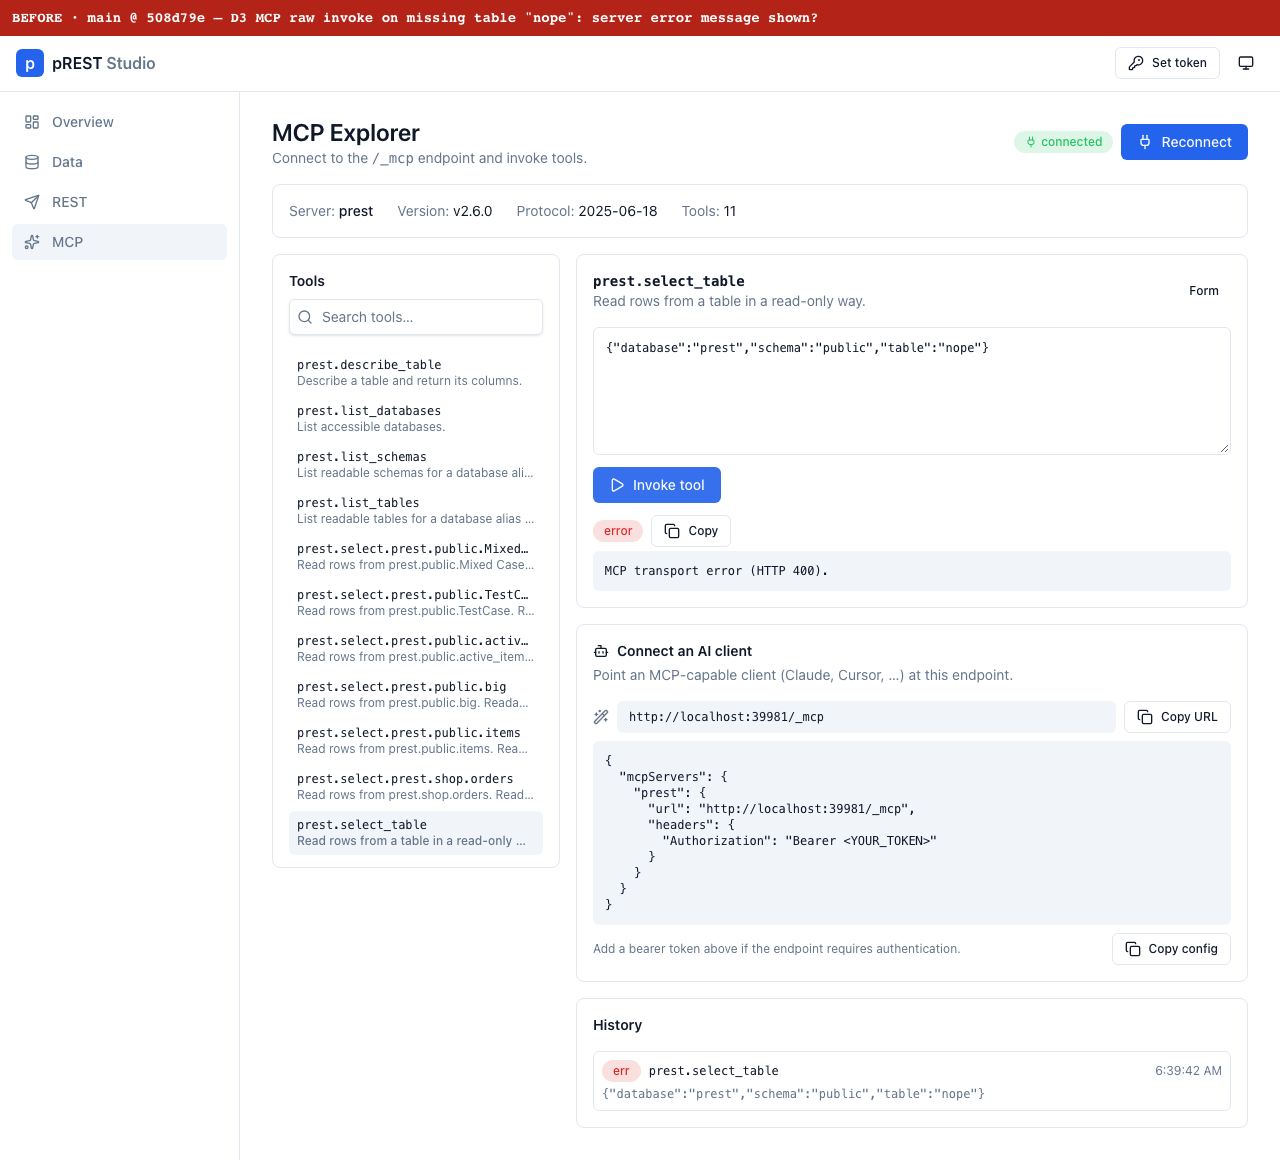 BEFORE · main @ 508d79e — D3 MCP raw invoke on missing table "nope": server error message shown?
p pREST Studio
Set token
Overview
Data
REST
MCP
MCP Explorer
Connect to the /_mcp endpoint and invoke tools.
connected
Reconnect
Server: prest Version: v2.6.0 Protocol: 2025-06-18 Tools: 11
Tools
Search tools...
prest.describe_table
Describe a table and return its columns.
prest.list_databases
List accessible databases.
prest.list_schemas
List readable schemas for a database ali...
prest.list_tables
List readable tables for a database alias ...
prest.select.prest.public.Mixed…
Read rows from prest.public.Mixed Case...
prest.select.prest.public.TestC…
Read rows from prest.public.TestCase. R...
prest.select.prest.public.activ…
Read rows from prest.public.active_item...
prest.select.prest.public.big
Read rows from prest.public.big. Reada...
prest.select.prest.public.items
Read rows from prest.public.items. Rea...
prest.select.prest.shop.orders
Read rows from prest.shop.orders. Read...
prest.select_table
Read rows from a table in a read-only ...
prest.select_table
Read rows from a table in a read-only way.
Form
{"database":"prest","schema":"public","table":"nope"}
Invoke tool
error
Copy
MCP transport error (HTTP 400).
Connect an AI client
Point an MCP-capable client (Claude, Cursor, ...) at this endpoint.
http://localhost:39981/_mcp
Copy URL
{
  "mcpServers": {
    "prest": {
      "url": "http://localhost:39981/_mcp",
      "headers": {
        "Authorization": "Bearer <YOUR_TOKEN>"
      }
    }
  }
}
Add a bearer token above if the endpoint requires authentication.
Copy config
History
err prest.select_table 6:39:42 AM
{"database":"prest","schema":"public","table":"nope"}